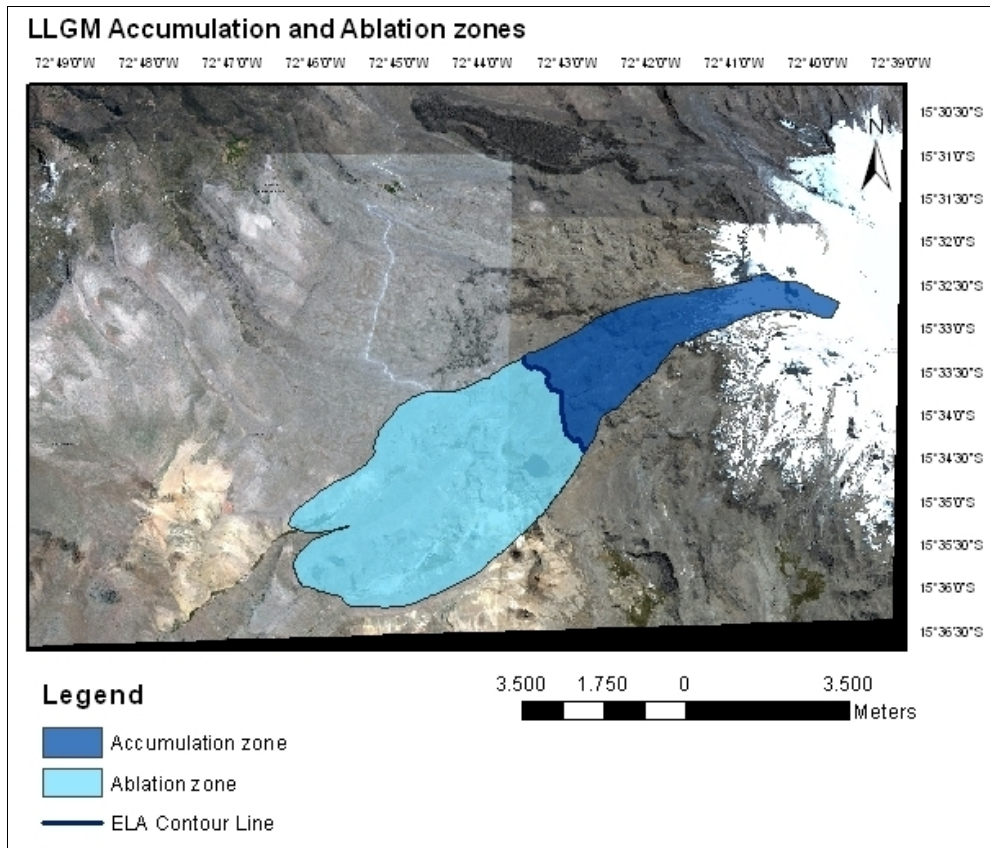 LLGM Accumulation and Ablation zones
72°49'0"W 72°48'0"W 72°47'0"W 72°46'0"W 72°45'0"W 72°44'0"W 72°43'0"W 72°42'0"W 72°41'0"W 72°40'0"W 72°39'0"W
15°30'30"S
N
15°31'0"S
15°31'30"S
15°32'0"S
15°32'30"S
15°33'0"S
15°33'30"S
15°34'0"S
15°34'30"S
15°35'0"S
15°35'30"S
15°36'0"S
15°36'30"S
Legend
3.500 1.750 0 3.500
Meters
Accumulation zone
Ablation zone
ELA Contour Line